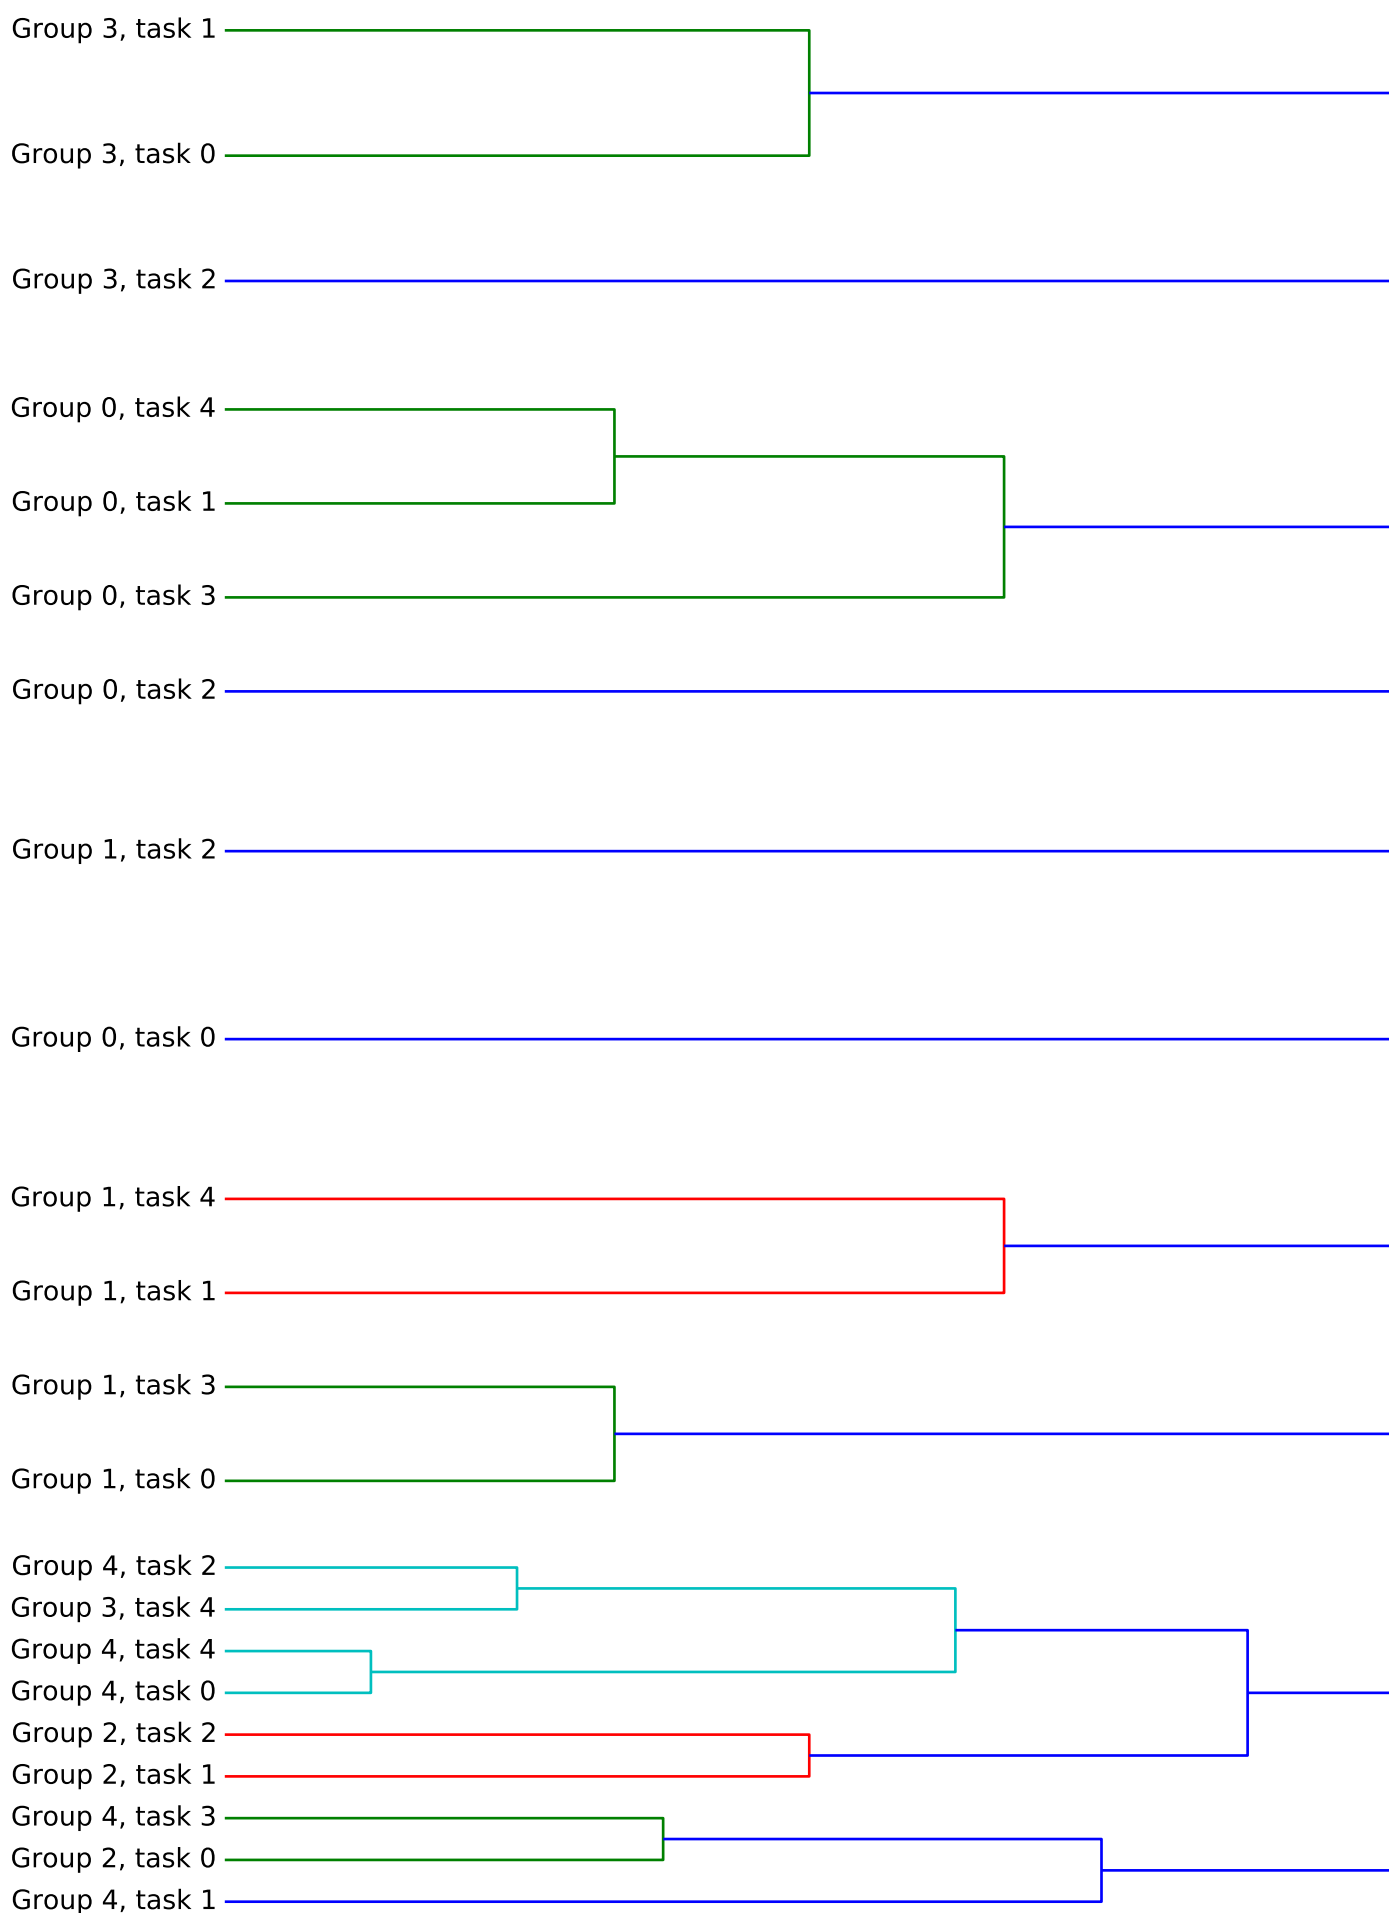 Group 3, task 1
Group 3, task 0
Group 3, task 2
Group 0, task 4
Group 0, task 1
Group 0, task 3
Group 0, task 2
Group 1, task 2
Group 0, task 0
Group 1, task 4
Group 1, task 1
Group 1, task 3
Group 1, task 0
Group 4, task 2
Group 3, task 4
Group 4, task 4
Group 4, task 0
Group 2, task 2
Group 2, task 1
Group 4, task 3
Group 2, task 0
Group 4, task 1